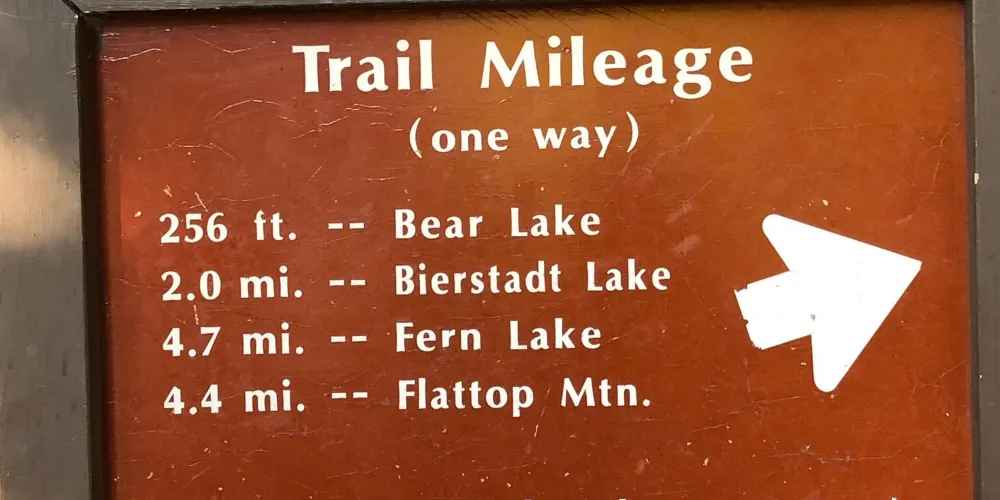 Trail Mileage
(one way)
256 ft. -- Bear Lake
2.0 mi. -- Bierstadt Lake
4.7 mi. -- Fern Lake
4.4 mi. -- Flattop Mtn.